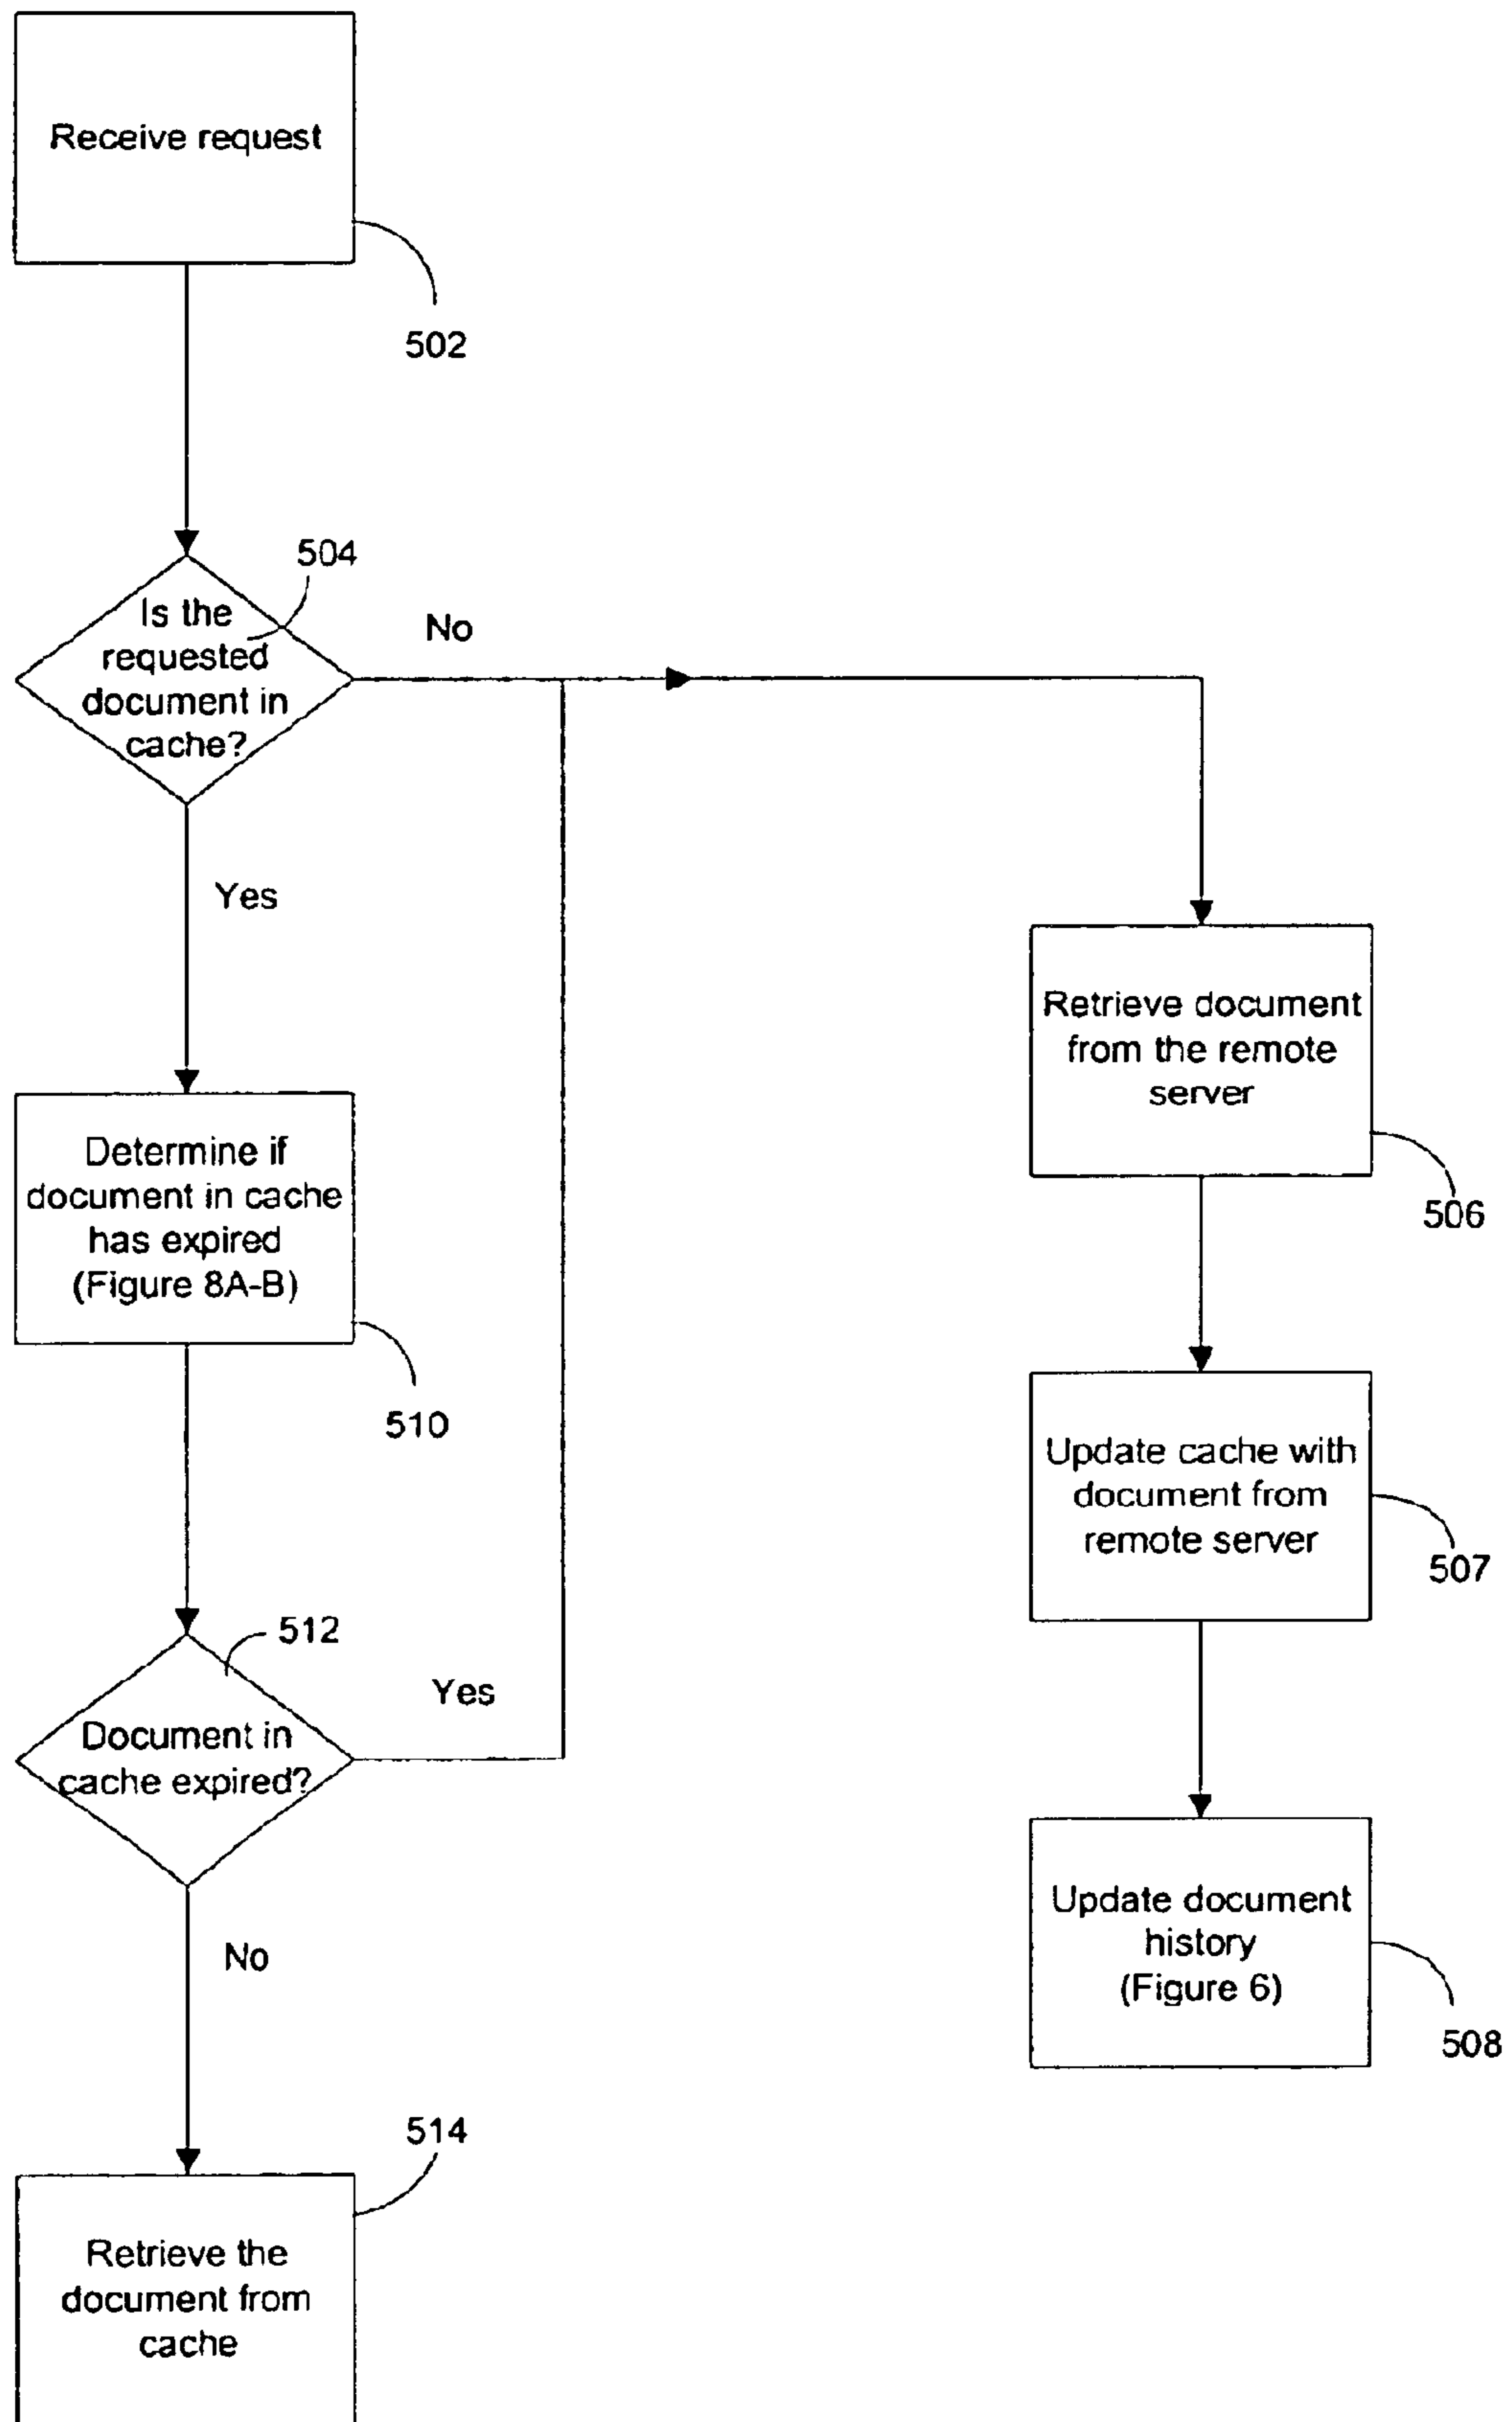 Receive request
502
504
Is the
requested
document in
cache?
No
Yes
Retrieve document
from the remote
server
506
Determine if
document in cache
has expired
(Figure 8A-B)
510
Update cache with
document from
remote server
507
512
Document in
cache expired?
Yes
No
Update document
history
(Figure 6)
508
514
Retrieve the
document from
cache